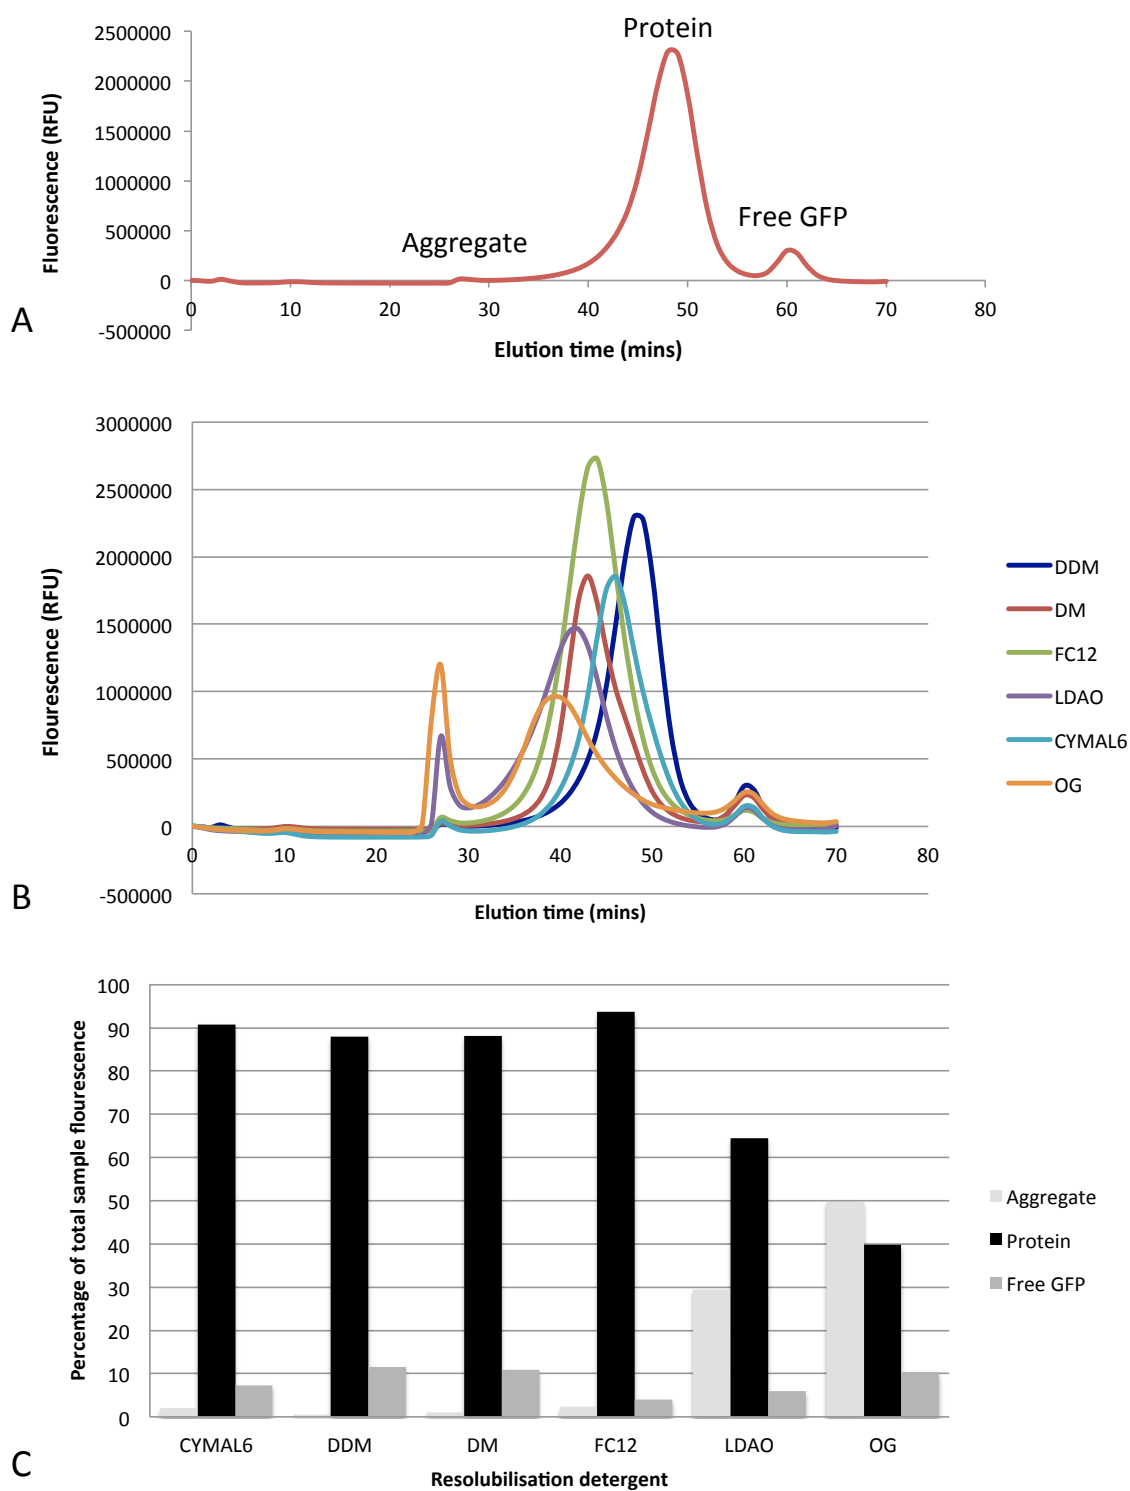 Protein
Free GFP
Aggregate
Fluorescence (RFU)
2500000
2000000
1500000
1000000
500000
0
-500000
0 10 20 30 40 50 60 70 80
Elution time (mins)
A
Flourescence (RFU)
3000000
2500000
2000000
1500000
1000000
500000
0
-500000
0 10 20 30 40 50 60 70 80
Elution time (mins)
DDM
DM
FC12
LDAO
CYMAL6
OG
B
Percentage of total sample flourescence
100
90
80
70
60
50
40
30
20
10
0
CYMAL6 DDM DM FC12 LDAO OG
Resolubilisation detergent
Aggregate
Protein
Free GFP
C